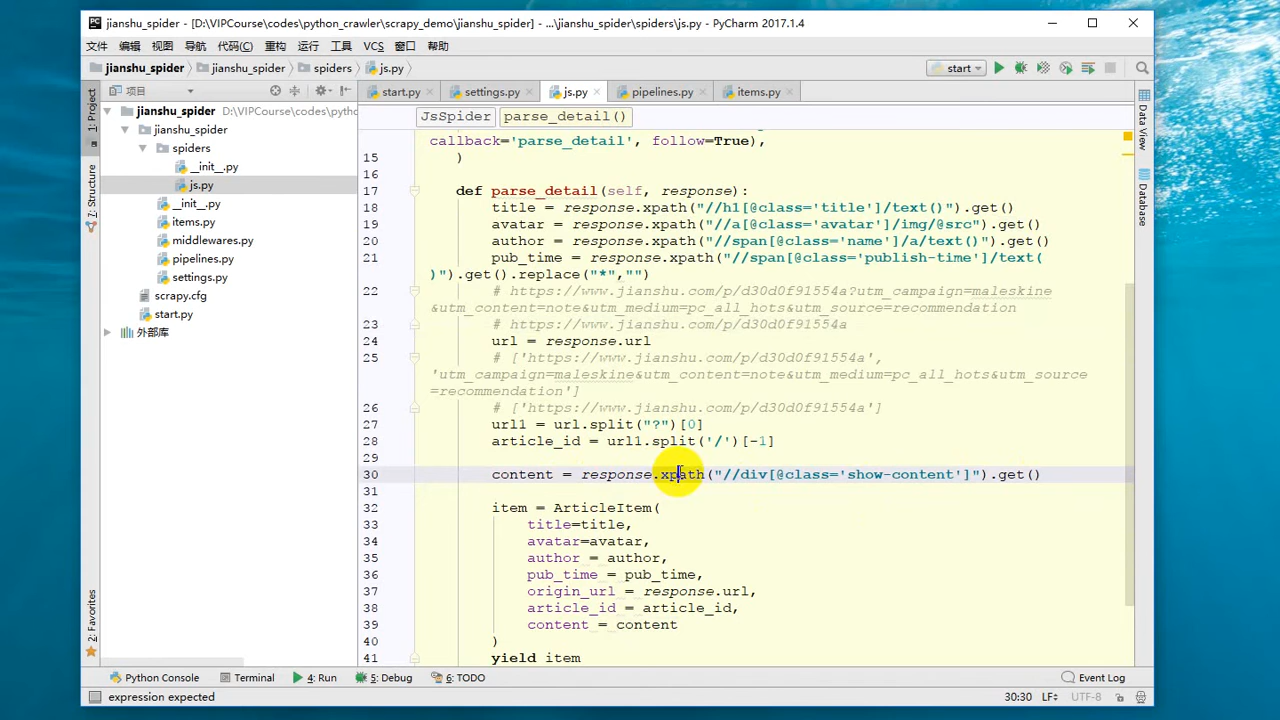 jianshu_spider - [D:\VIPCourse\codes\python_crawler\scrapy_demo\jianshu_spider] - ...\jianshu_spider\spiders\js.py - PyCharm 2017.1.4
文件 编辑 视图 导航 代码(C) 重构 运行 工具 VCS 窗口 帮助
jianshu_spider jianshu_spider spiders js.py start
项目
start.py settings.py js.py pipelines.py items.py
JsSpider parse_detail()
1: Project
7: Structure
2: Favorites
Data View
Database
jianshu_spider D:\VIPCourse\codes\pytho
jianshu_spider
spiders
__init__.py
js.py
__init__.py
items.py
middlewares.py
pipelines.py
settings.py
scrapy.cfg
start.py
外部库
callback='parse_detail', follow=True),
15 )
17 def parse_detail(self, response):
18 title = response.xpath("//h1[@class='title']/text()").get()
19 avatar = response.xpath("//a[@class='avatar']/img/@src").get()
20 author = response.xpath("//span[@class='name']/a/text()").get()
21 pub_time = response.xpath("//span[@class='publish-time']/text(
)").get().replace("*","")
22 # https://www.jianshu.com/p/d30d0f91554a?utm_campaign=maleskine
&utm_content=note&utm_medium=pc_all_hots&utm_source=recommendation
23 # https://www.jianshu.com/p/d30d0f91554a
24 url = response.url
25 # ['https://www.jianshu.com/p/d30d0f91554a',
'utm_campaign=maleskine&utm_content=note&utm_medium=pc_all_hots&utm_source
=recommendation']
26 # ['https://www.jianshu.com/p/d30d0f91554a']
27 url1 = url.split("?")[0]
28 article_id = url1.split('/')[-1]
29
30 content = response.xpath("//div[@class='show-content']").get()
31
32 item = ArticleItem(
33 title=title,
34 avatar=avatar,
35 author = author,
36 pub_time = pub_time,
37 origin_url = response.url,
38 article_id = article_id,
39 content = content
40 )
41 yield item
Python Console Terminal 4: Run 5: Debug 6: TODO Event Log
expression expected 30:30 LF÷ UTF-8